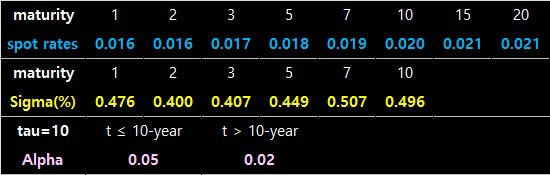 maturity 1 2 3 5 7 10 15 20
spot rates 0.016 0.016 0.017 0.018 0.019 0.020 0.021 0.021
maturity 1 2 3 5 7 10
Sigma(%) 0.476 0.400 0.407 0.449 0.507 0.496
tau=10 t ≤ 10-year t > 10-year
Alpha 0.05 0.02